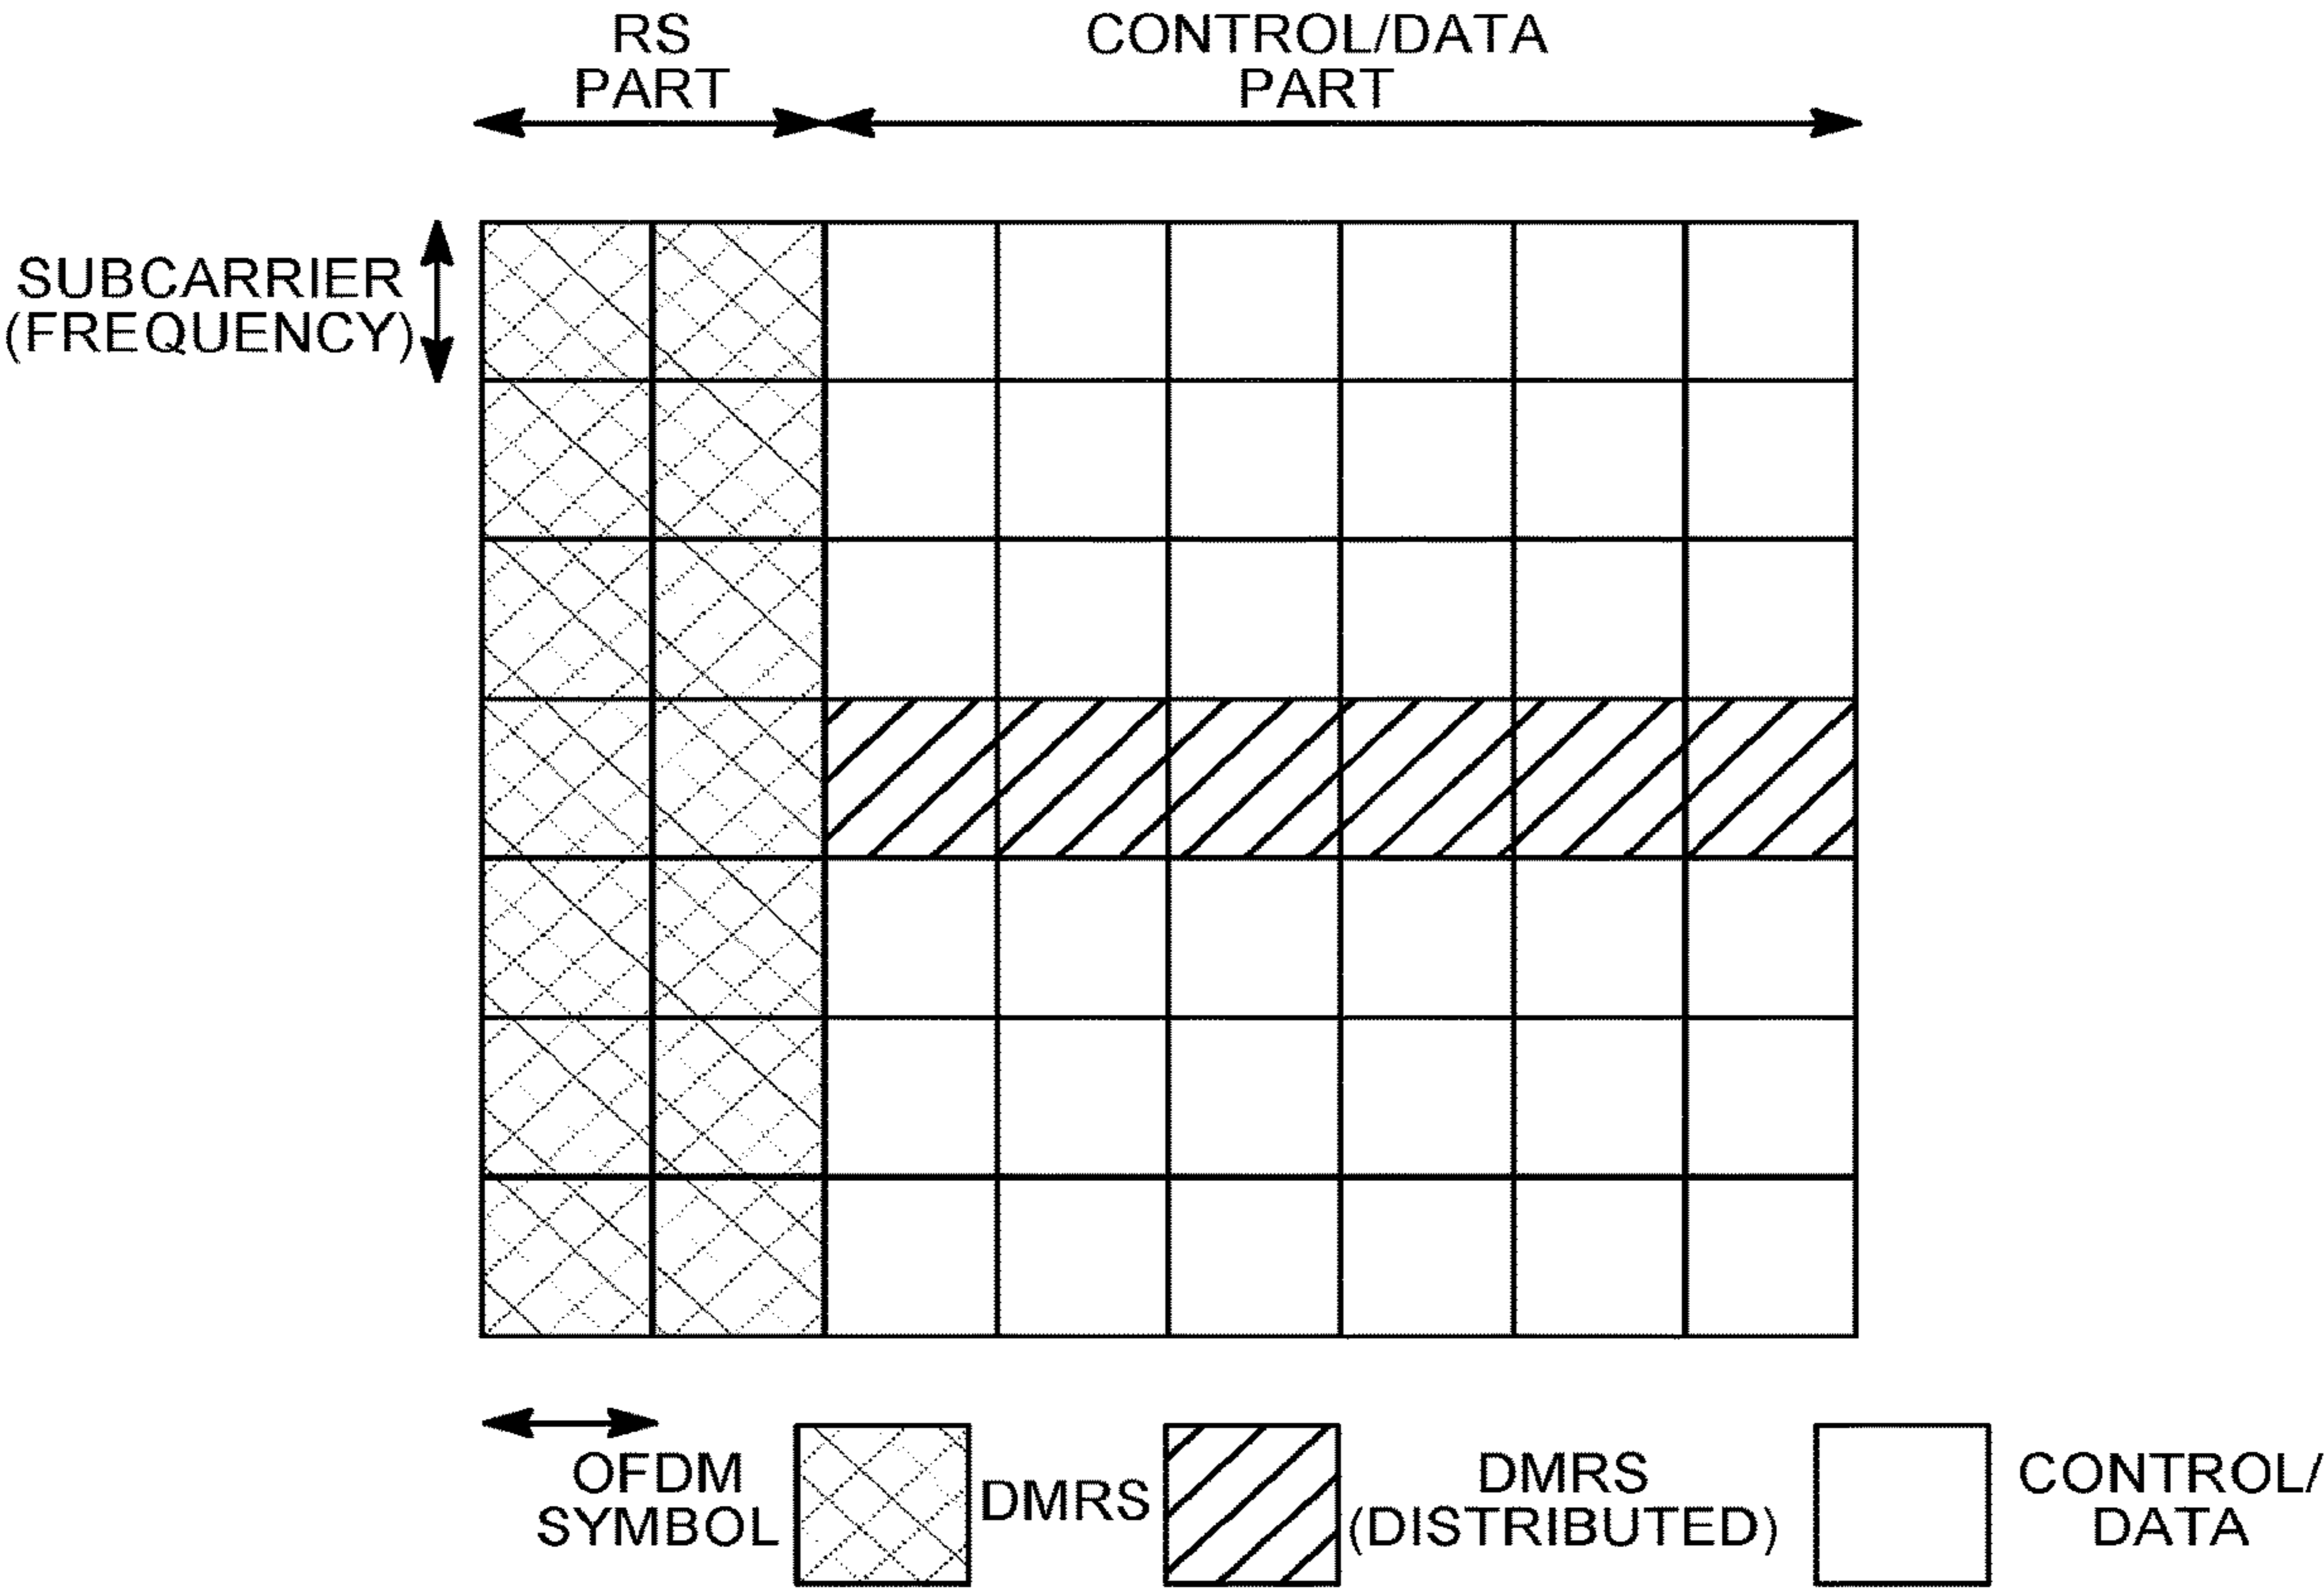 RS
PART
CONTROL/DATA
PART
SUBCARRIER
(FREQUENCY)
OFDM
SYMBOL
DMRS
DMRS
(DISTRIBUTED)
CONTROL/
DATA